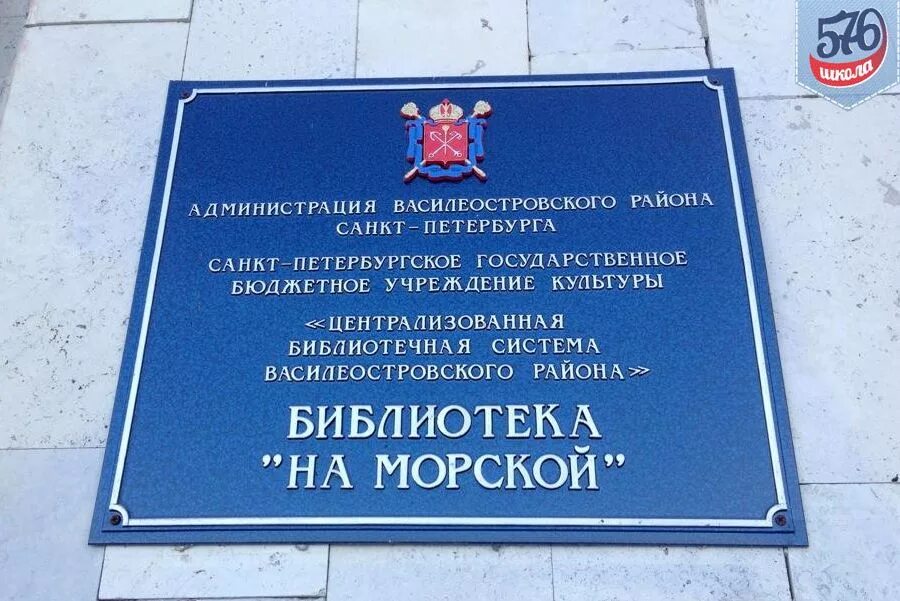 576
школа
АДМИНИСТРАЦИЯ ВАСИЛЕОСТРОВСКОГО РАЙОНА
САНКТ-ПЕТЕРБУРГА
САНКТ-ПЕТЕРБУРГСКОЕ ГОСУДАРСТВЕННОЕ
БЮДЖЕТНОЕ УЧРЕЖДЕНИЕ КУЛЬТУРЫ
«ЦЕНТРАЛИЗОВАННАЯ
БИБЛИОТЕЧНАЯ СИСТЕМА
ВАСИЛЕОСТРОВСКОГО РАЙОНА»
БИБЛИОТЕКА
"НА МОРСКОЙ"